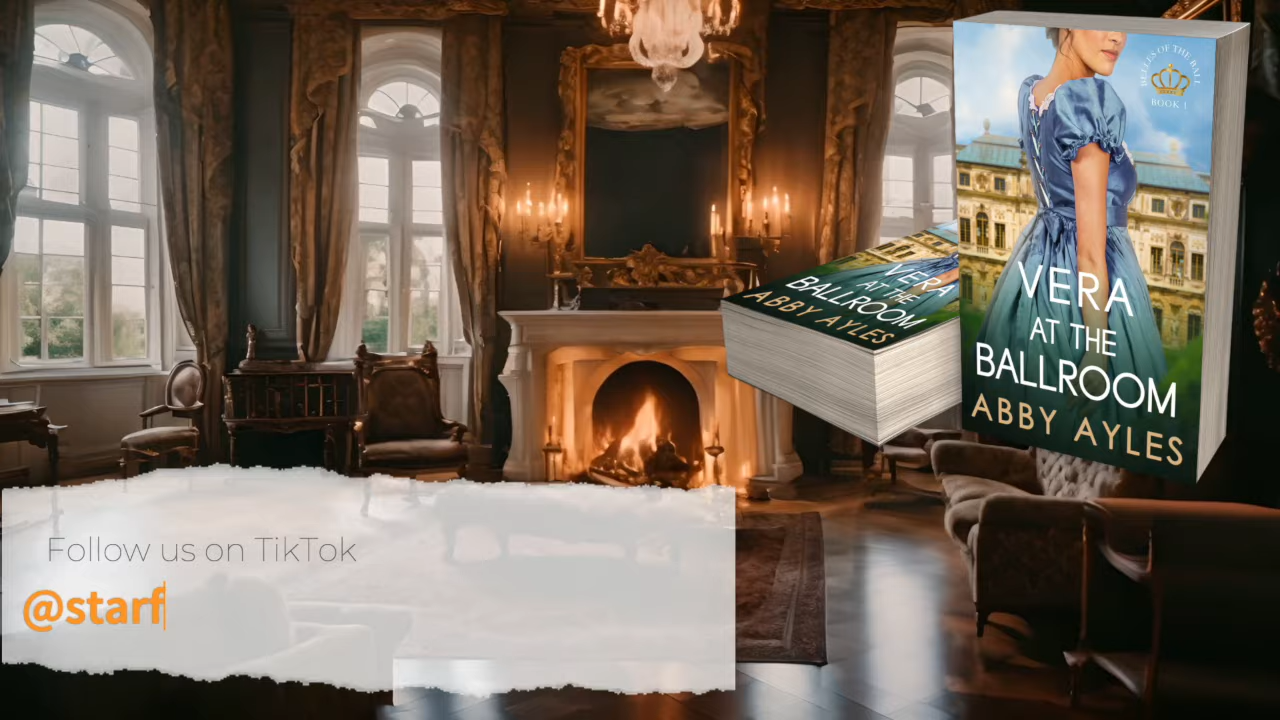 BELLES OF THE BALL
BOOK 1
VERA
AT THE
BALLROOM
ABBY AYLES
VERA
AT THE
BALLROOM
ABBY AYLES
Follow us on TikTok
@starf